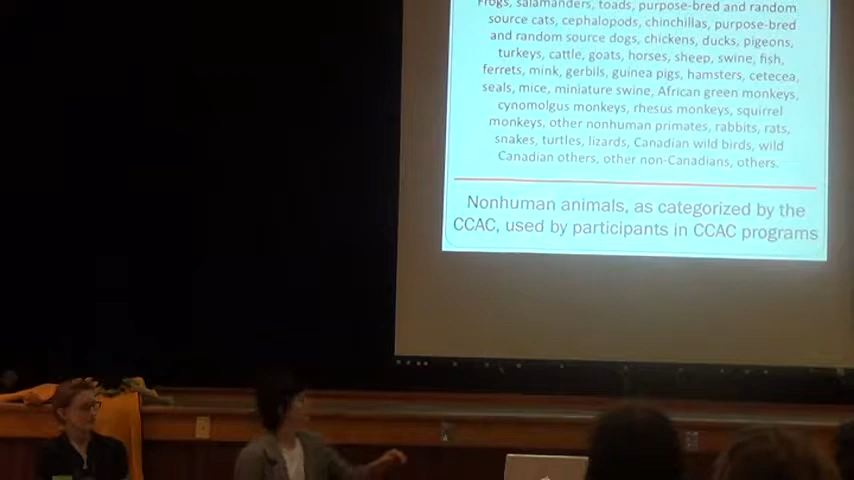 Frogs, salamanders, toads, purpose-bred and random
source cats, cephalopods, chinchillas, purpose-bred
and random source dogs, chickens, ducks, pigeons,
turkeys, cattle, goats, horses, sheep, swine, fish,
ferrets, mink, gerbils, guinea pigs, hamsters, cetecea,
seals, mice, miniature swine, African green monkeys,
cynomolgus monkeys, rhesus monkeys, squirrel
monkeys, other nonhuman primates, rabbits, rats,
snakes, turtles, lizards, Canadian wild birds, wild
Canadian others, other non-Canadians, others.
Nonhuman animals, as categorized by the
CCAC, used by participants in CCAC programs